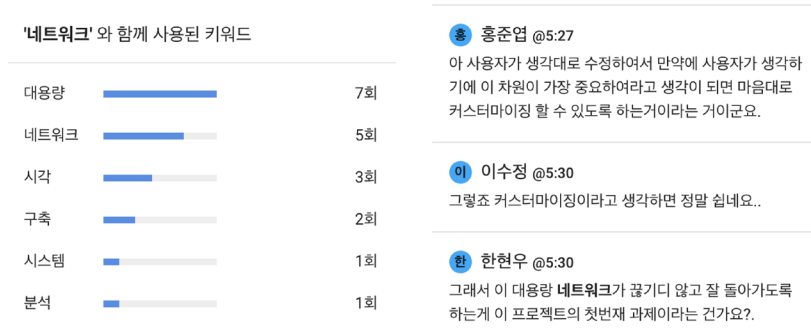 '네트워크' 와 함께 사용된 키워드
대용량 7회
네트워크 5회
시각 3회
구축 2회
시스템 1회
분석 1회
홍 홍준엽 @5:27
아 사용자가 생각대로 수정하여서 만약에 사용자가 생각하
기에 이 차원이 가장 중요하여라고 생각이 되면 마음대로
커스터마이징 할 수 있도록 하는거이라는 거이군요.
이 이수정 @5:30
그렇죠 커스터마이징이라고 생각하면 정말 쉽네요..
한 한현우 @5:30
그래서 이 대용량 네트워크가 끊기디 않고 잘 돌아가도록
하는게 이 프로젝트의 첫번재 과제이라는 건가요?.